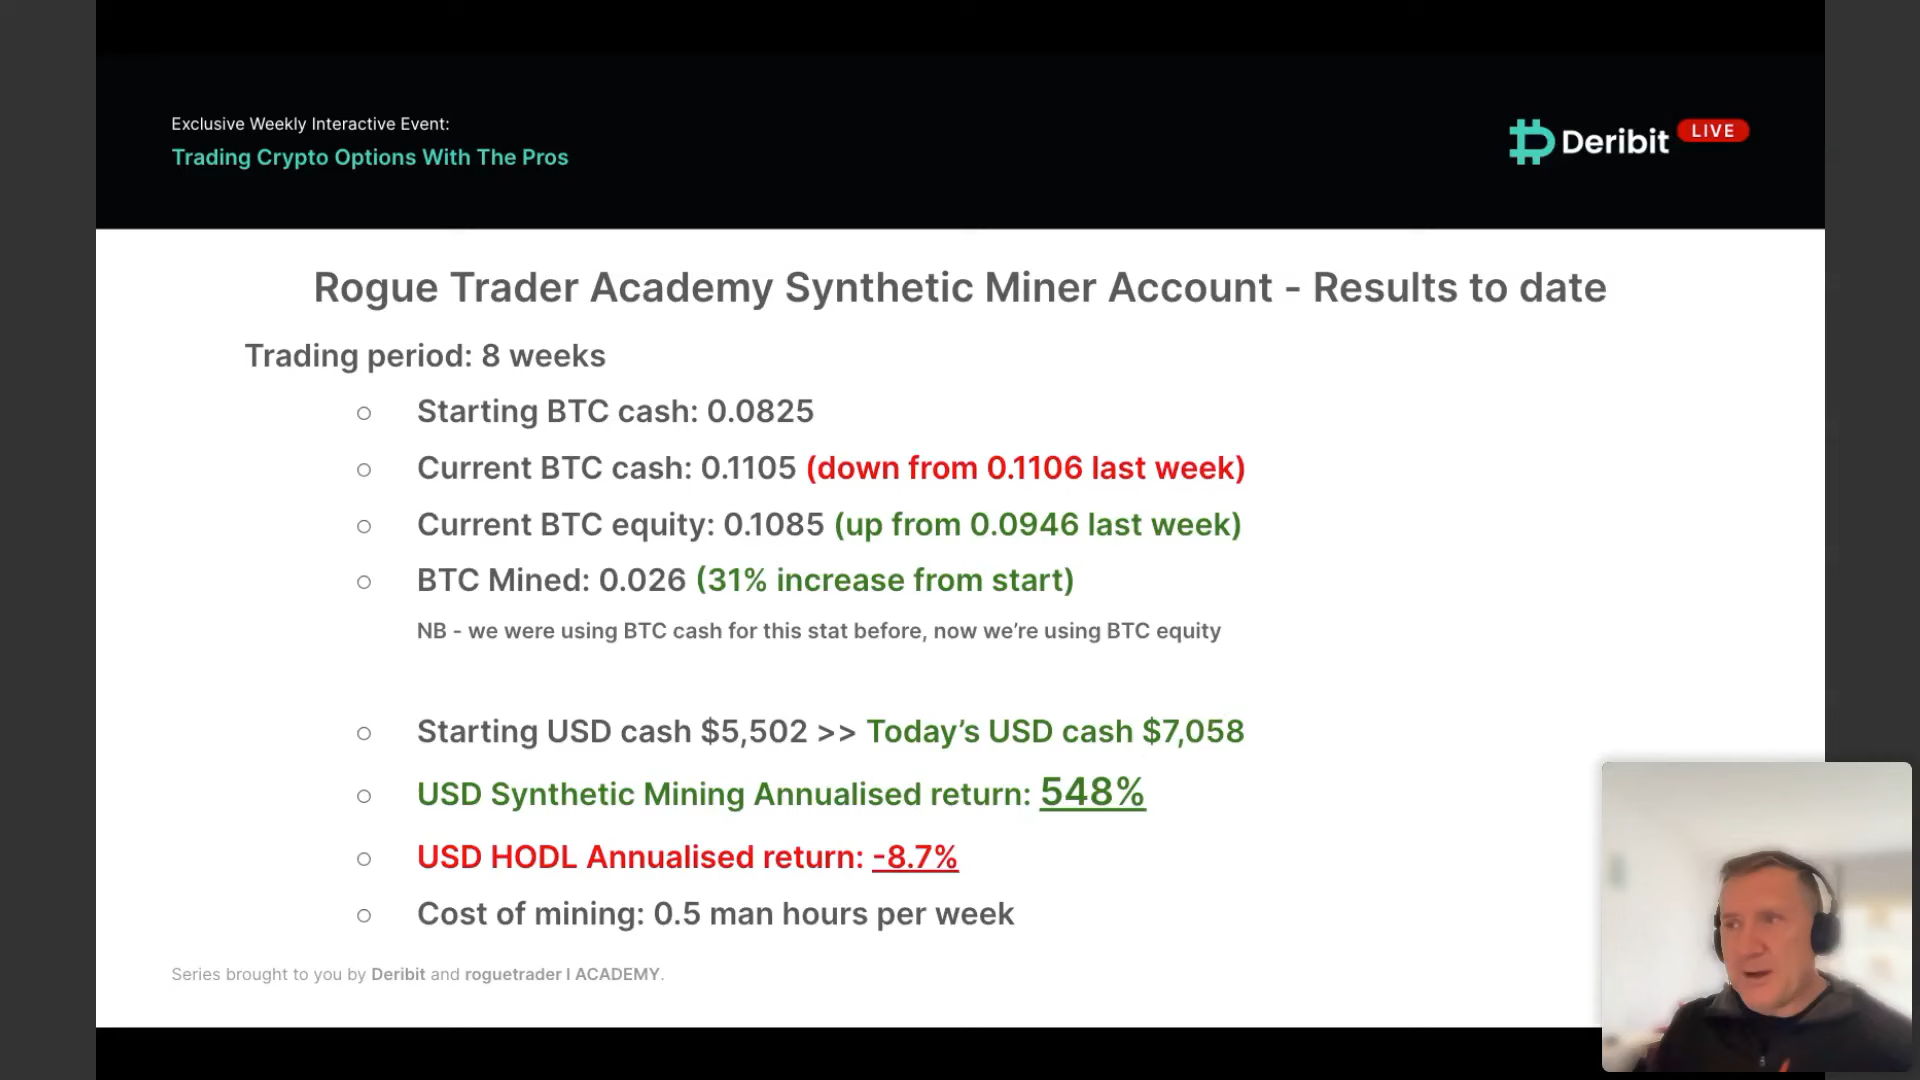 Exclusive Weekly Interactive Event:
Trading Crypto Options With The Pros
Deribit LIVE
Rogue Trader Academy Synthetic Miner Account - Results to date
Trading period: 8 weeks
Starting BTC cash: 0.0825
Current BTC cash: 0.1105 (down from 0.1106 last week)
Current BTC equity: 0.1085 (up from 0.0946 last week)
BTC Mined: 0.026 (31% increase from start)
NB - we were using BTC cash for this stat before, now we’re using BTC equity
Starting USD cash $5,502 >> Today’s USD cash $7,058
USD Synthetic Mining Annualised return: 548%
USD HODL Annualised return: -8.7%
Cost of mining: 0.5 man hours per week
Series brought to you by Deribit and roguetrader I ACADEMY.